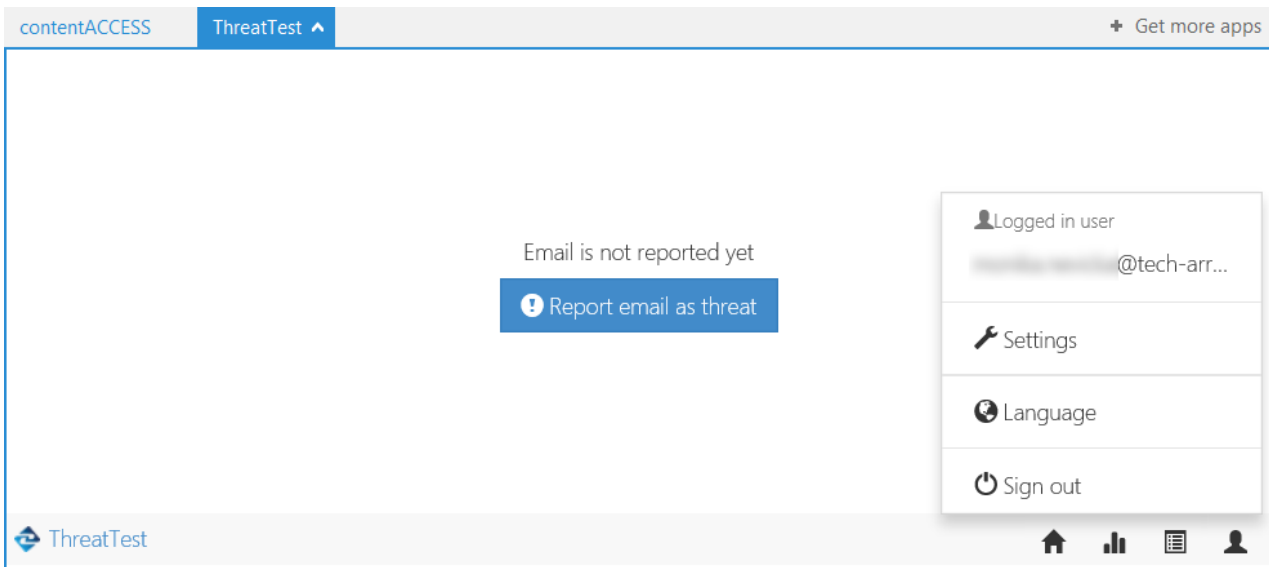 contentACCESS
ThreatTest
Get more apps
Email is not reported yet
Report email as threat
Logged in user
@tech-arr...
Settings
Language
Sign out
ThreatTest